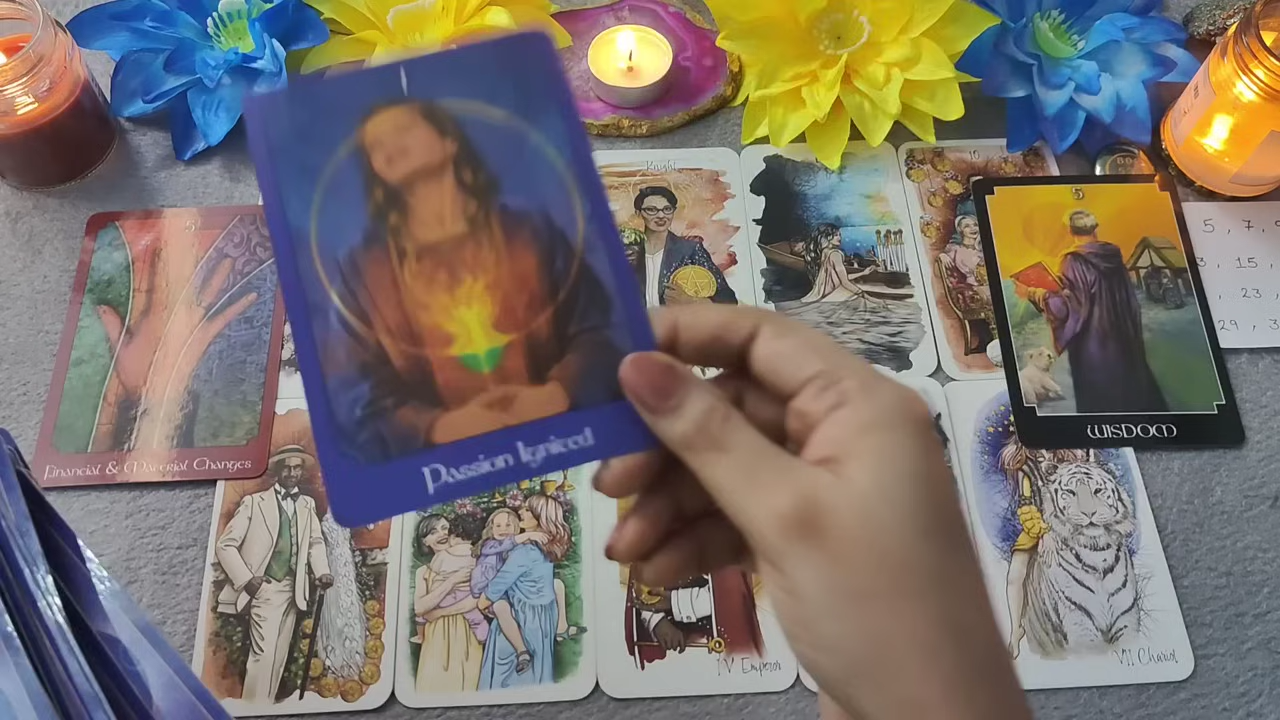 Knight
10
5
5
5, 7,
15,
, 23
29, 3
WISDOM
Financial & Material Changes
Passion Ignited
IV Emperor
VII Chariot